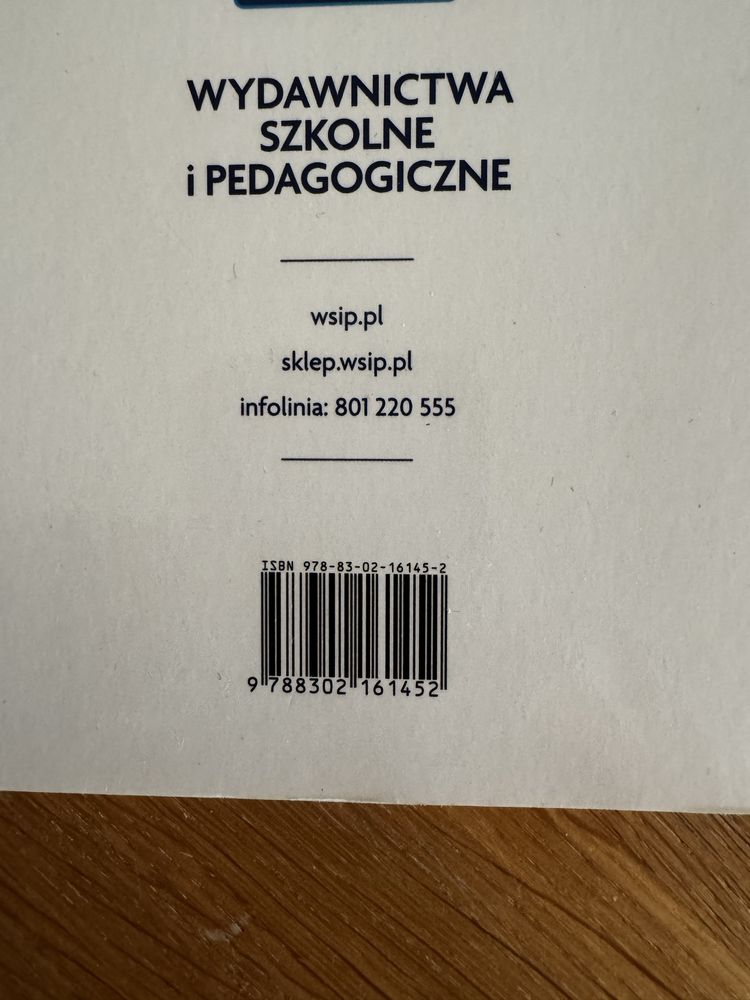 WYDAWNICTWA
SZKOLNE
i PEDAGOGICZNE
wsip.pl
sklep.wsip.pl
infolinia: 801 220 555
ISBN 978-83-02-16145-2
9 788302 161452